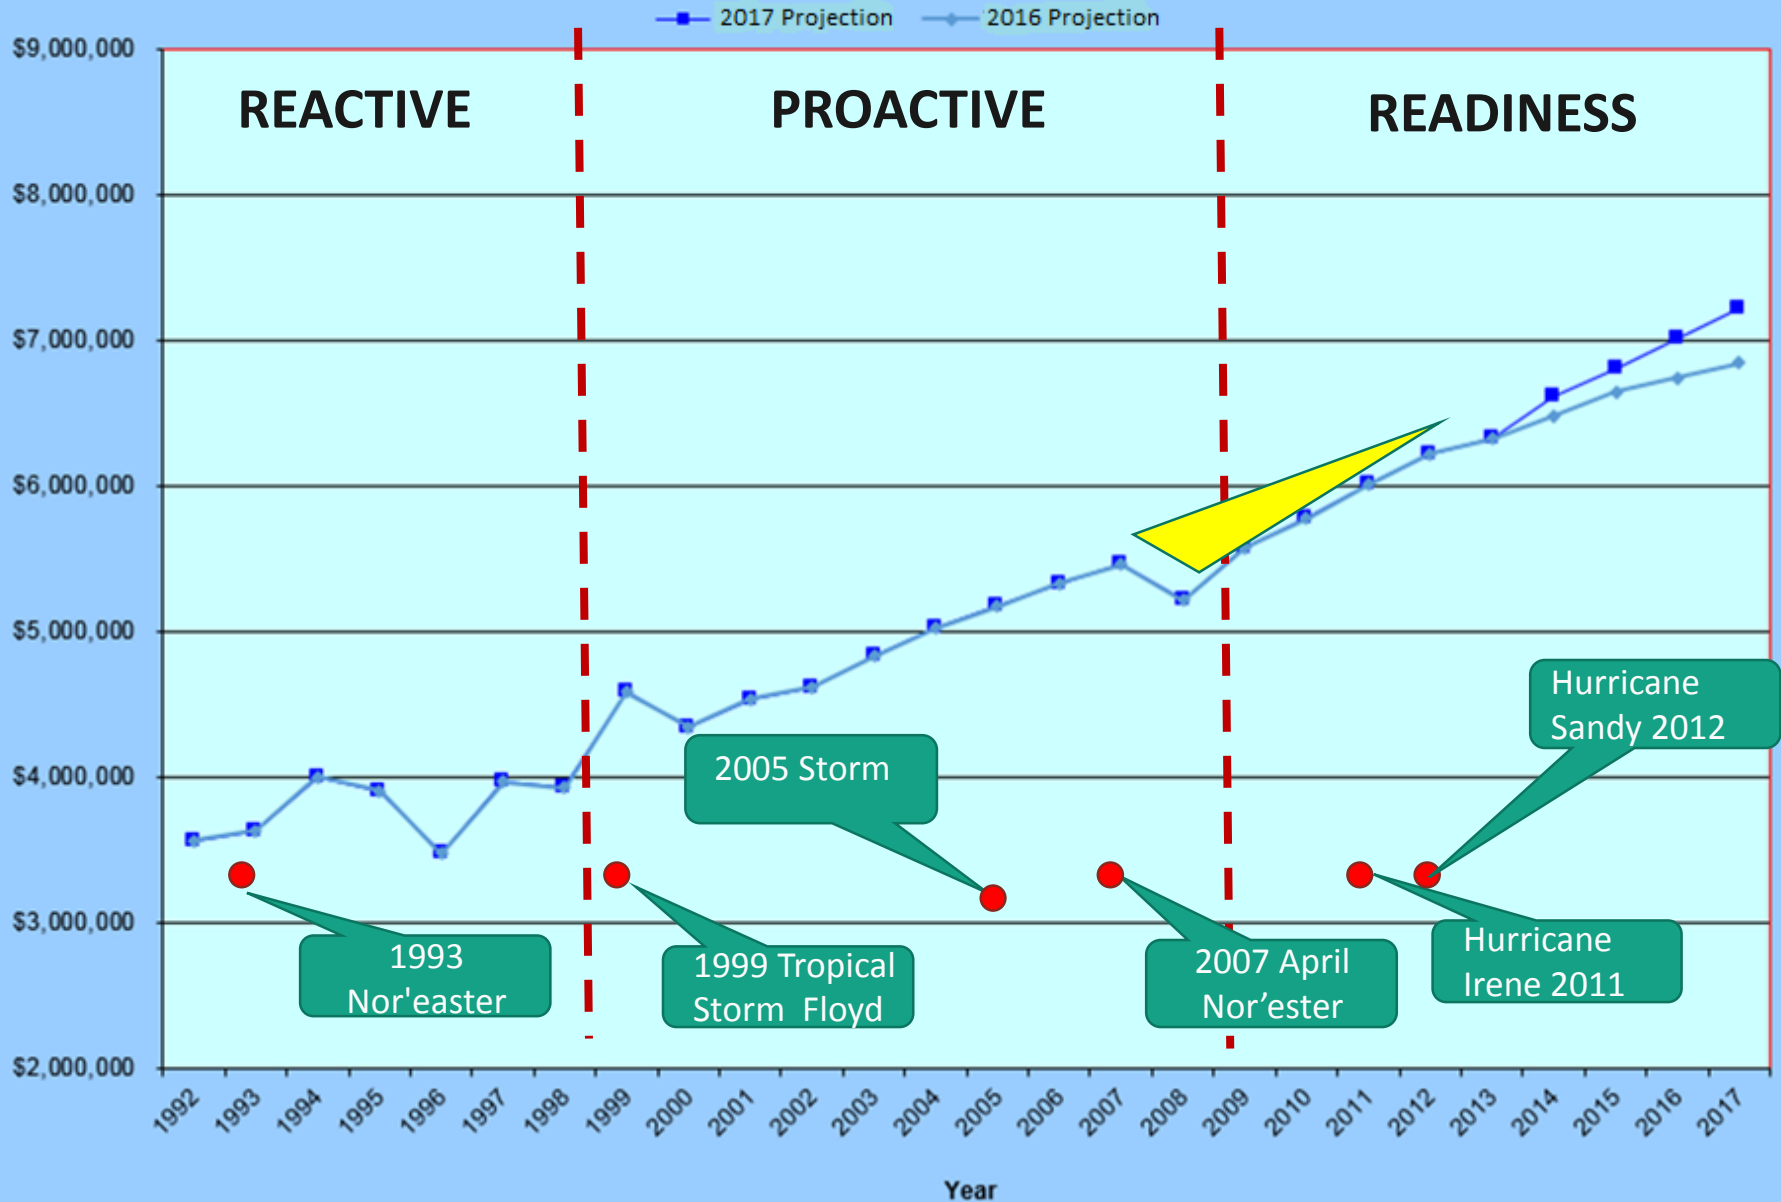 2017 Projection 2016 Projection
$9,000,000
REACTIVE PROACTIVE READINESS
$8,000,000
$7,000,000
$6,000,000
$5,000,000
Hurricane
Sandy 2012
2005 Storm
$4,000,000
$3,000,000
1993
Nor'easter
1999 Tropical
Storm Floyd
2007 April
Nor’ester
Hurricane
Irene 2011
$2,000,000
1992 1993 1994 1995 1996 1997 1998 1999 2000 2001 2002 2003 2004 2005 2006 2007 2008 2009 2010 2011 2012 2013 2014 2015 2016 2017
Year